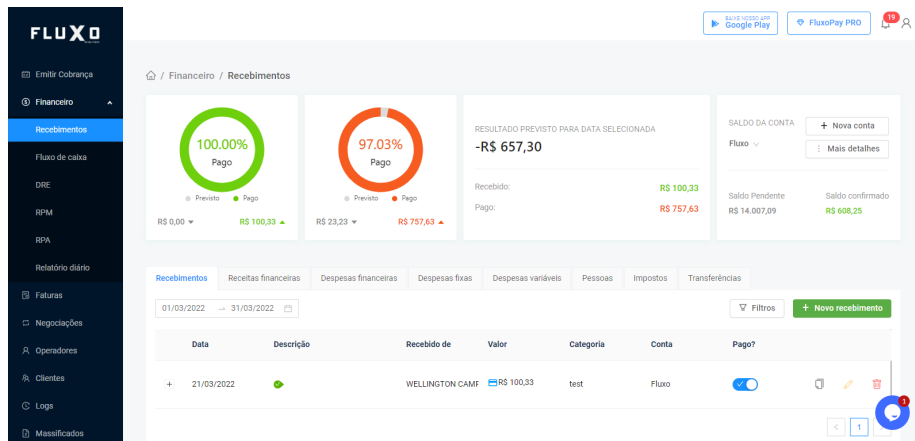 FLUXO
BAIXE NOSSO APP
Google Play
FluxoPay PRO
19
Emitir Cobrança
Financeiro
Recebimentos
Fluxo de caixa
DRE
RPM
RPA
Relatório diário
Faturas
Negociações
Operadores
Clientes
Logs
Massificados
/ Financeiro / Recebimentos
100.00%
Pago
Previsto Pago
R$ 0,00 R$ 100,33
97.03%
Pago
Previsto Pago
R$ 23,23 R$ 757,63
RESULTADO PREVISTO PARA DATA SELECIONADA
-R$ 657,30
Recebido: R$ 100,33
Pago: R$ 757,63
SALDO DA CONTA
Fluxo
+ Nova conta
Mais detalhes
Saldo Pendente Saldo confirmado
R$ 14.007,09 R$ 608,25
Recebimentos Receitas financeiras Despesas financeiras Despesas fixas Despesas variáveis Pessoas Impostos Transferências
01/03/2022 → 31/03/2022
Filtros
+ Novo recebimento
Data Descrição Recebido de Valor Categoria Conta Pago?
+ 21/03/2022 WELLINGTON CAMP R$ 100,33 test Fluxo
< 1
1